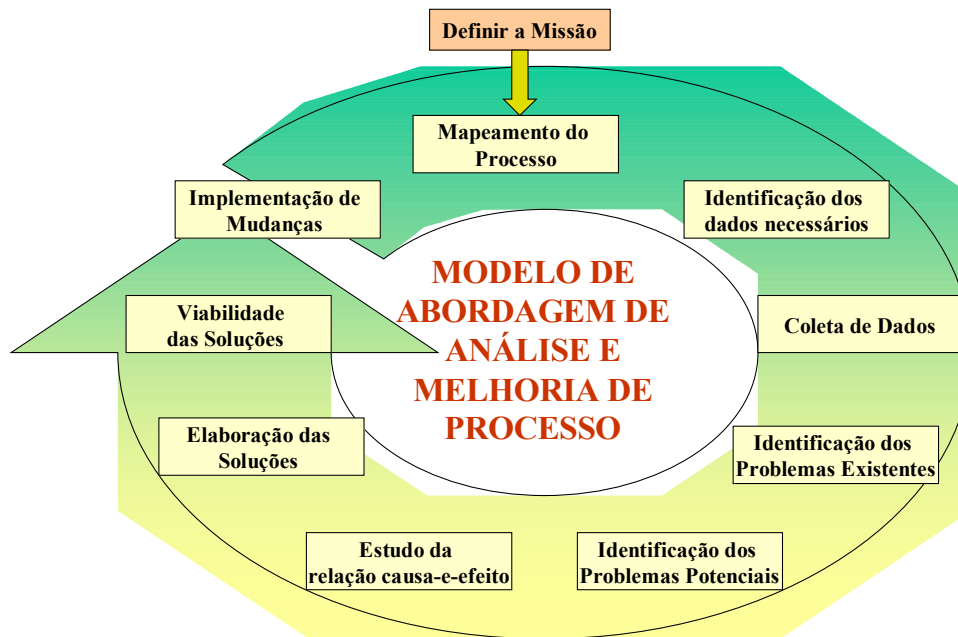 Definir a Missão
Mapeamento do
Processo
Identificação dos
dados necessários
Coleta de Dados
Identificação dos
Problemas Existentes
Identificação dos
Problemas Potenciais
Estudo da
relação causa-e-efeito
Elaboração das
Soluções
Viabilidade
das Soluções
Implementação de
Mudanças
MODELO DE
ABORDAGEM DE
ANÁLISE E
MELHORIA DE
PROCESSO